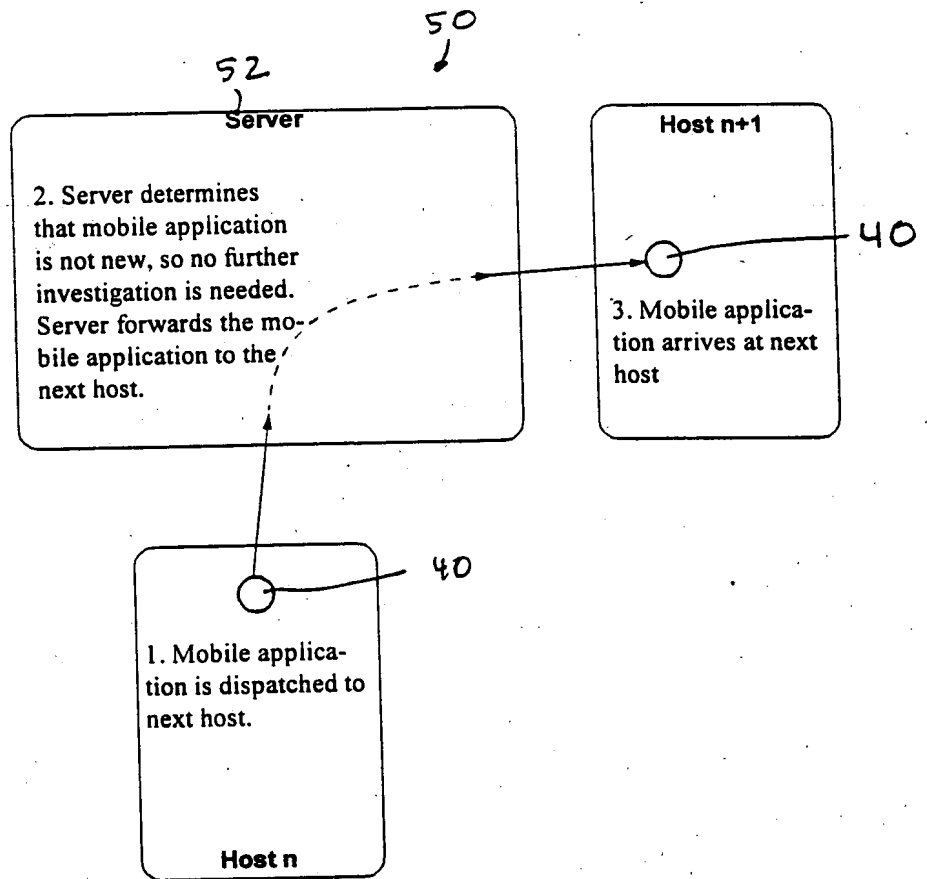 50
52
Server
2. Server determines
that mobile application
is not new, so no further
investigation is needed.
Server forwards the mo-
bile application to the
next host.
Host n+1
40
3. Mobile applica-
tion arrives at next
host
40
1. Mobile applica-
tion is dispatched to
next host.
Host n